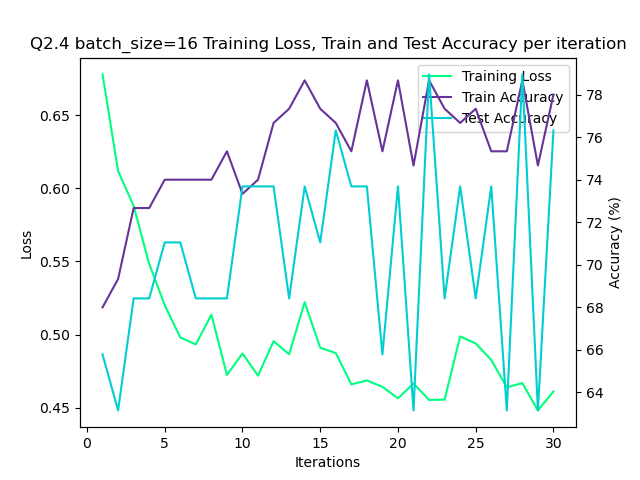 Q2.4 batch_size=16 Training Loss, Train and Test Accuracy per iteration
Training Loss
Train Accuracy
Test Accuracy
0.65
0.60
0.55
0.50
0.45
Loss
78
76
74
72
70
68
66
64
Accuracy (%)
0 5 10 15 20 25 30
Iterations